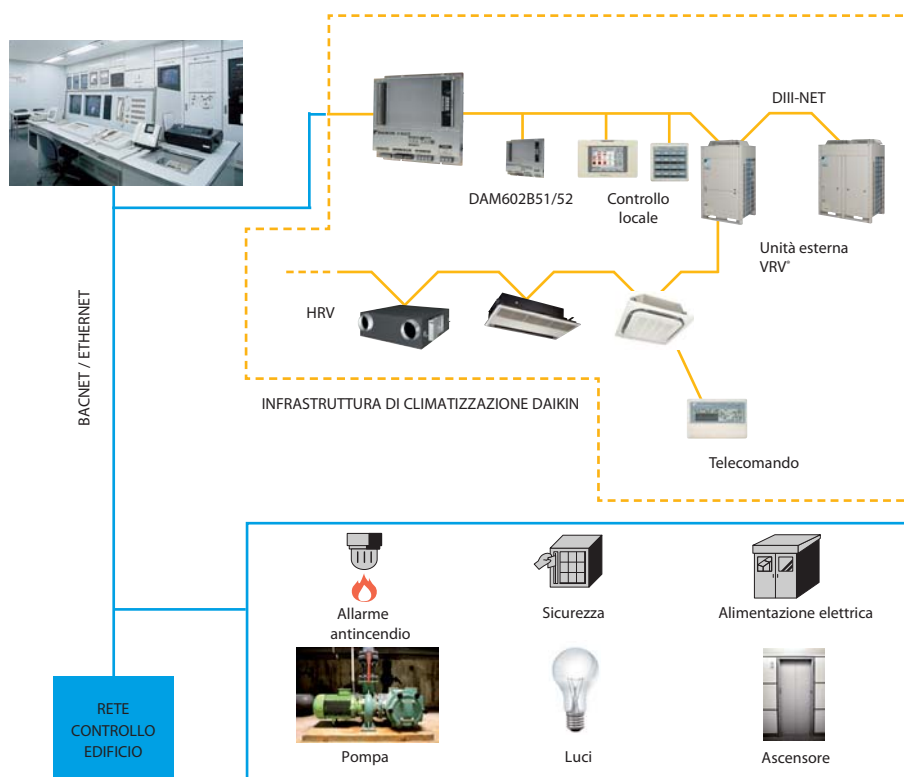 DIII-NET
DAM602B51/52
Controllo
locale
Unità esterna
VRV®
HRV
BACNET / ETHERNET
INFRASTRUTTURA DI CLIMATIZZAZIONE DAIKIN
Telecomando
Allarme
antincendio
Sicurezza
Alimentazione elettrica
RETE
CONTROLLO
EDIFICIO
Pompa
Luci
Ascensore